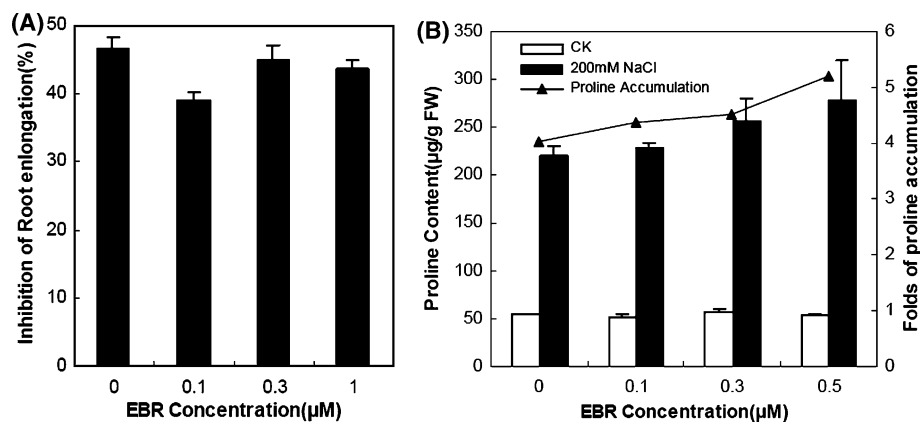 (A)
Inhibition of Root enlongation(%)
50
40
40
30
20
10
0
0 0.1 0.3 1
EBR Concentration(μM)
(B)
CK
200mM NaCl
Proline Accumulation
Proline Content(μg/g FW)
350
300
250
200
150
100
50
0
0 0.1 0.3 0.5
EBR Concentration(μM)
6
5
4
3
2
1
0
Folds of proline accumulation